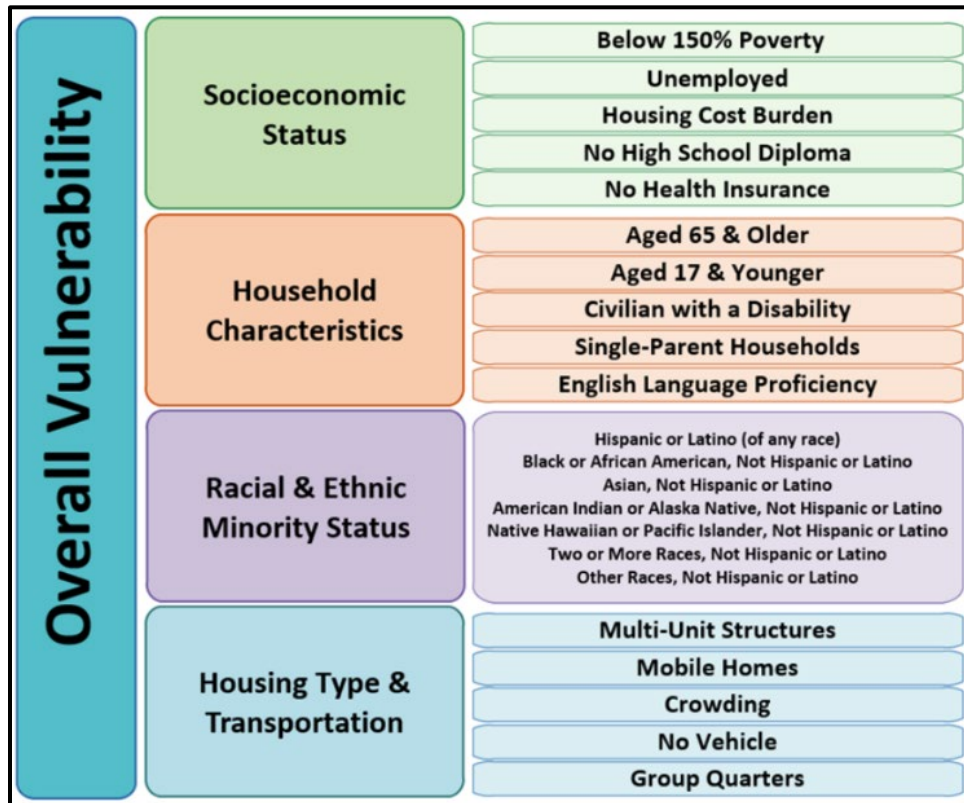 Overall Vulnerability
Socioeconomic
Status
Below 150% Poverty
Unemployed
Housing Cost Burden
No High School Diploma
No Health Insurance
Household
Characteristics
Aged 65 & Older
Aged 17 & Younger
Civilian with a Disability
Single-Parent Households
English Language Proficiency
Racial & Ethnic
Minority Status
Hispanic or Latino (of any race)
Black or African American, Not Hispanic or Latino
Asian, Not Hispanic or Latino
American Indian or Alaska Native, Not Hispanic or Latino
Native Hawaiian or Pacific Islander, Not Hispanic or Latino
Two or More Races, Not Hispanic or Latino
Other Races, Not Hispanic or Latino
Housing Type &
Transportation
Multi-Unit Structures
Mobile Homes
Crowding
No Vehicle
Group Quarters